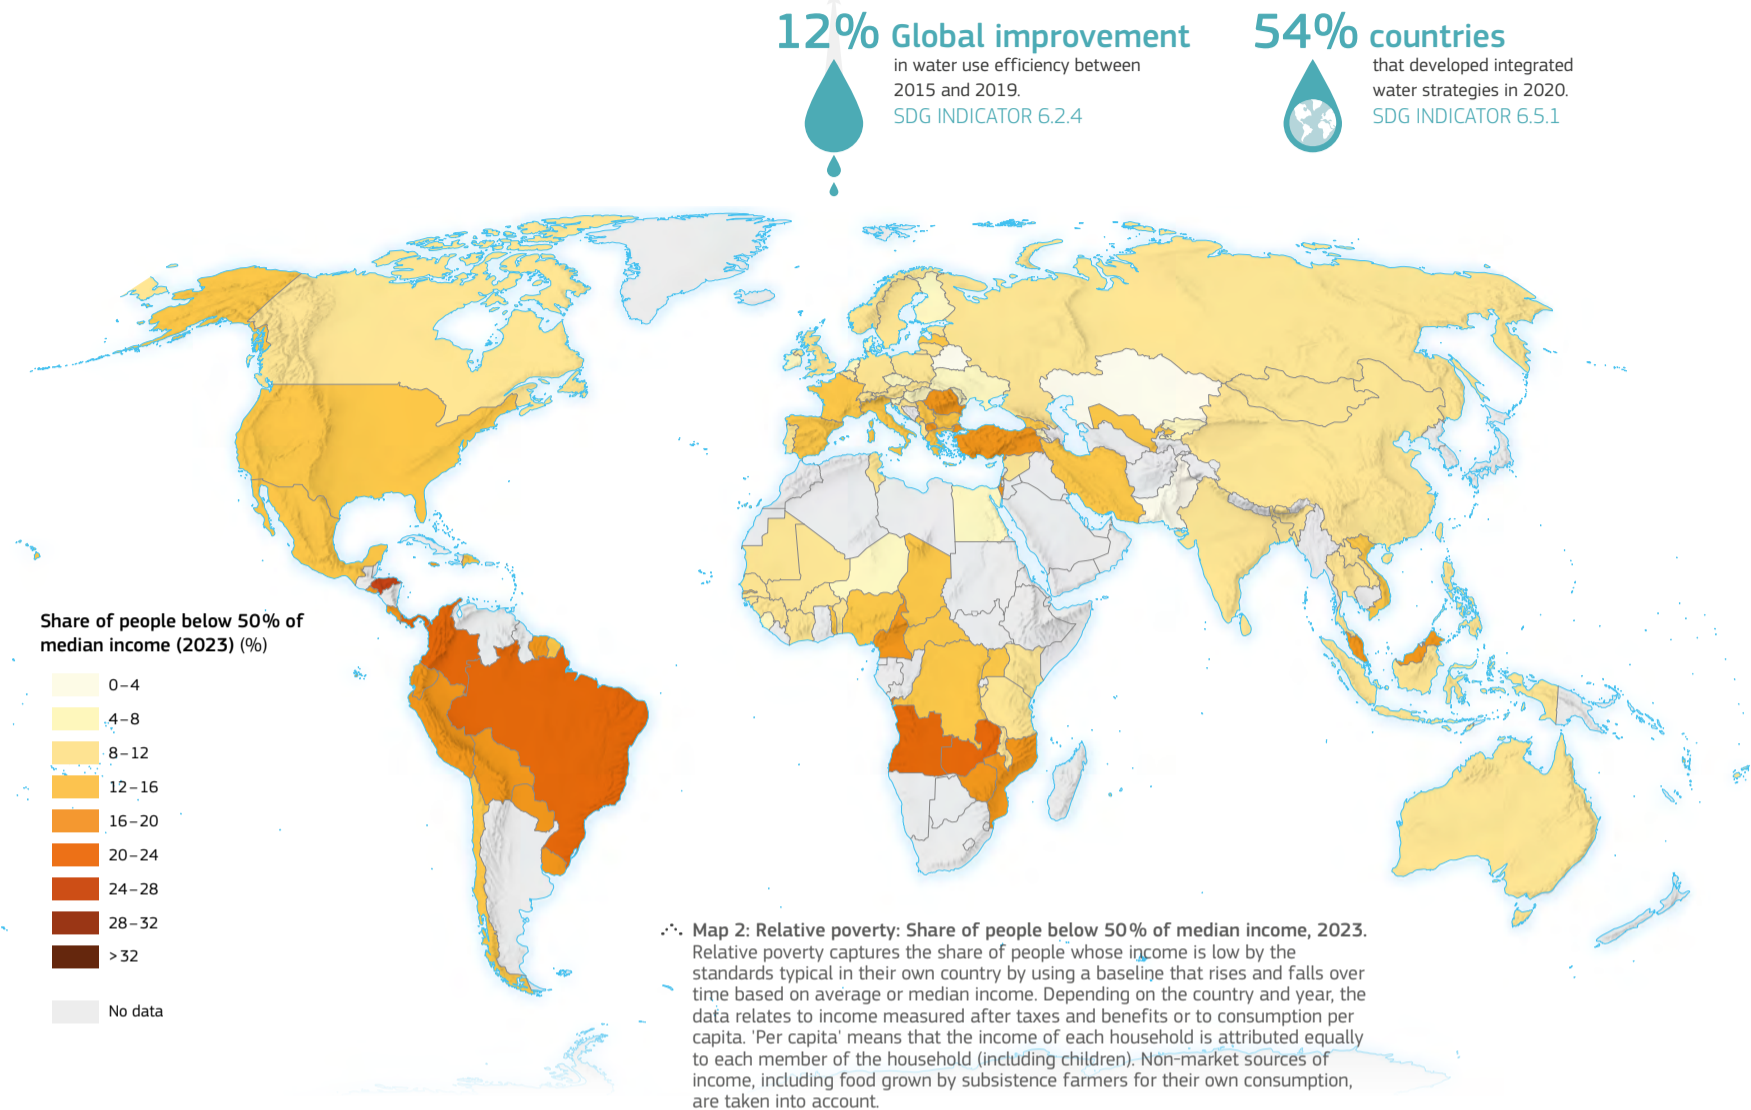 12% Global improvement
in water use efficiency between
2015 and 2019.
SDG INDICATOR 6.2.4
54% countries
that developed integrated
water strategies in 2020.
SDG INDICATOR 6.5.1
Share of people below 50% of
median income (2023) (%)
0–4
4–8
8–12
12–16
16–20
20–24
24–28
28–32
>32
No data
Map 2: Relative poverty: Share of people below 50% of median income, 2023.
Relative poverty captures the share of people whose income is low by the
standards typical in their own country by using a baseline that rises and falls over
time based on average or median income. Depending on the country and year, the
data relates to income measured after taxes and benefits or to consumption per
capita. 'Per capita' means that the income of each household is attributed equally
to each member of the household (including children). Non-market sources of
income, including food grown by subsistence farmers for their own consumption,
are taken into account.